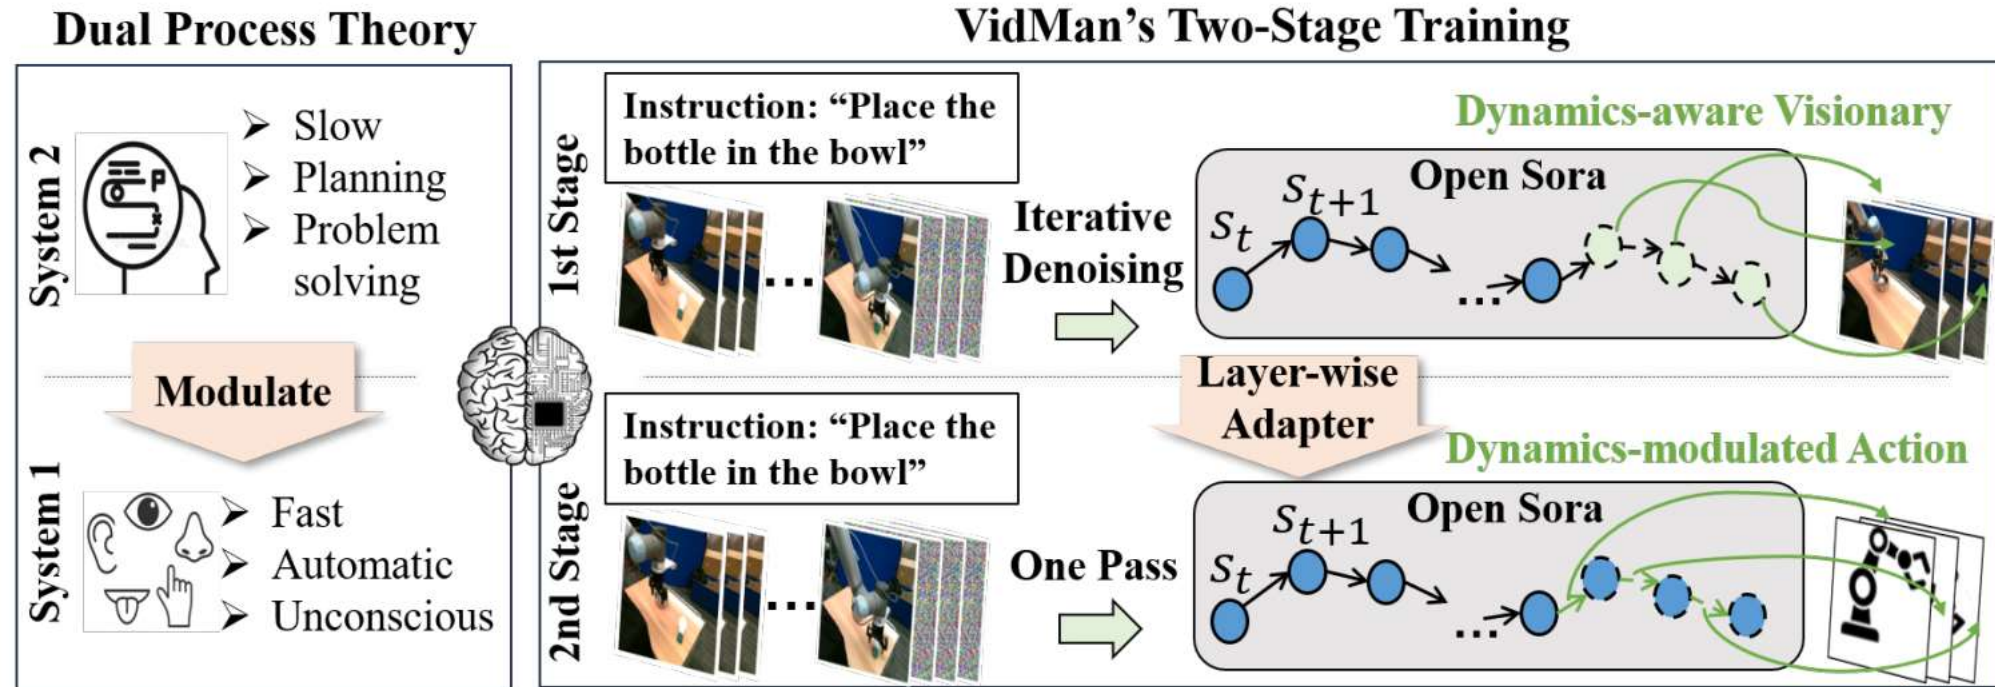 Dual Process Theory
System 2
➢ Slow
➢ Planning
➢ Problem
solving
Modulate
System 1
➢ Fast
➢ Automatic
➢ Unconscious
VidMan’s Two-Stage Training
1st Stage
Instruction: “Place the
bottle in the bowl”
...
Iterative
Denoising
Dynamics-aware Visionary
Open Sora
S_t
S_{t+1}
...
Layer-wise
Adapter
2nd Stage
Instruction: “Place the
bottle in the bowl”
...
One Pass
Dynamics-modulated Action
Open Sora
S_t
S_{t+1}
...